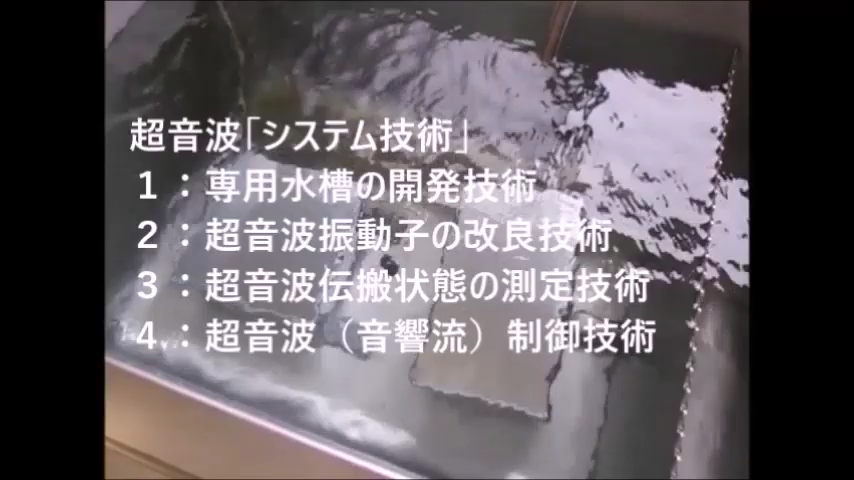 超音波「システム技術」
１：専用水槽の開発技術
２：超音波振動子の改良技術
３：超音波伝搬状態の測定技術
４：超音波（音響流）制御技術